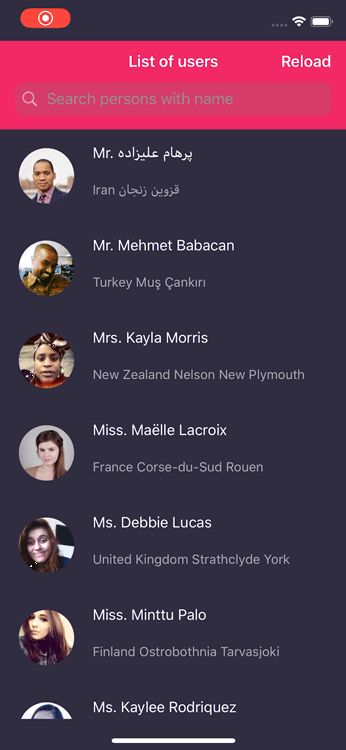 List of users
Reload
Search persons with name
Mr. پرهام علیزاده
Iran قزوین زنجان
Mr. Mehmet Babacan
Turkey Muş Çankırı
Mrs. Kayla Morris
New Zealand Nelson New Plymouth
Miss. Maëlle Lacroix
France Corse-du-Sud Rouen
Ms. Debbie Lucas
United Kingdom Strathclyde York
Miss. Minttu Palo
Finland Ostrobothnia Tarvasjoki
Ms. Kaylee Rodriquez